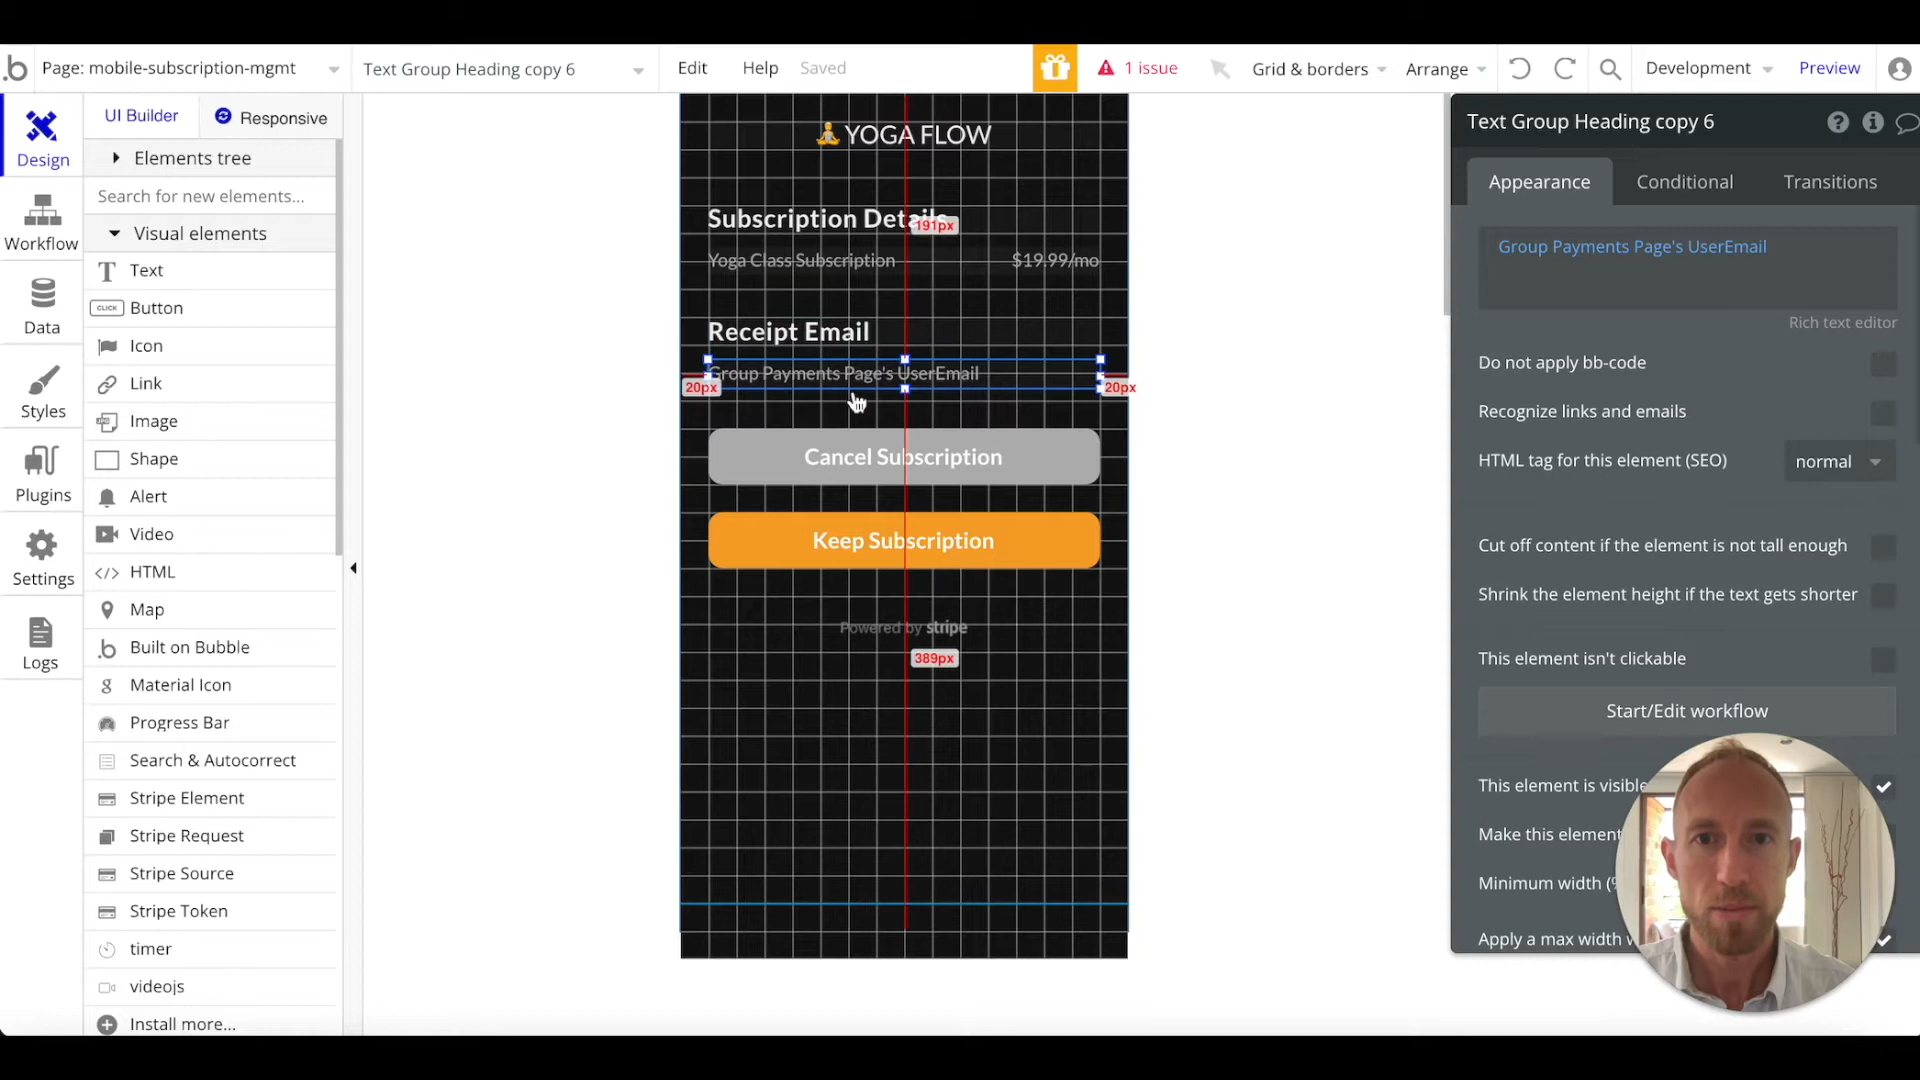 Page: mobile-subscription-mgmt
Text Group Heading copy 6
Edit
Help
Saved
1 issue
Grid & borders
Arrange
Development
Preview
Design
Workflow
Data
Styles
Plugins
Settings
Logs
UI Builder
Responsive
Elements tree
Search for new elements...
Visual elements
Text
CLICK Button
Icon
Link
Image
Shape
Alert
Video
HTML
Map
Built on Bubble
Material Icon
Progress Bar
Search & Autocorrect
Stripe Element
Stripe Request
Stripe Source
Stripe Token
timer
videojs
Install more...
YOGA FLOW
Subscription Details
191px
Yoga Class Subscription
$19.99/mo
Receipt Email
Group Payments Page's UserEmail
20px
20px
Cancel Subscription
Keep Subscription
Powered by stripe
389px
Text Group Heading copy 6
Appearance
Conditional
Transitions
Group Payments Page's UserEmail
Rich text editor
Do not apply bb-code
Recognize links and emails
HTML tag for this element (SEO)
normal
Cut off content if the element is not tall enough
Shrink the element height if the text gets shorter
This element isn't clickable
Start/Edit workflow
This element is visible
Make this element
Minimum width (%
Apply a max width